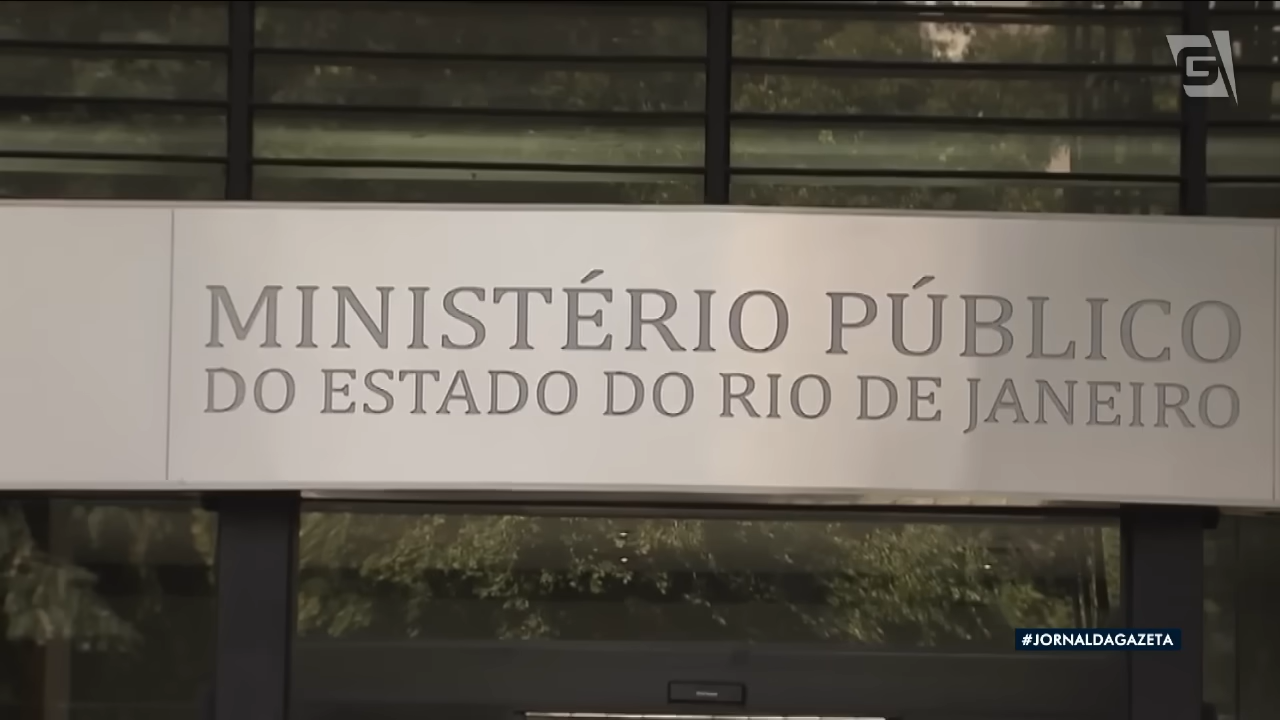 MINISTÉRIO PÚBLICO
DO ESTADO DO RIO DE JANEIRO
#JORNALDAGAZETA